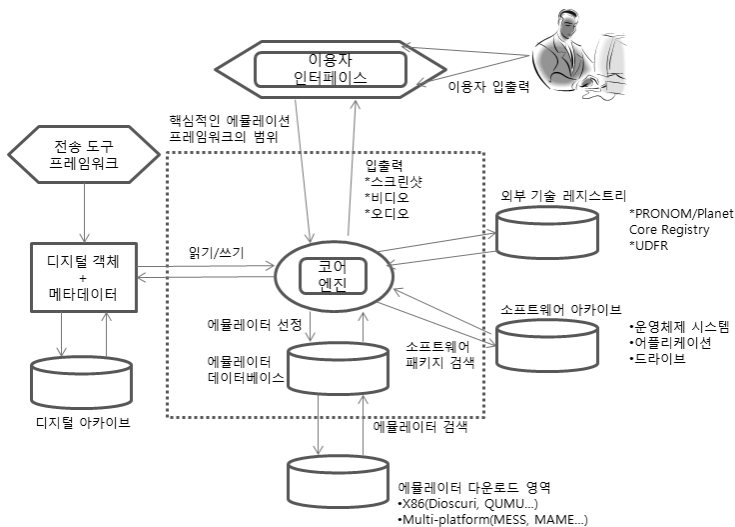 이용자
인터페이스
이용자 입출력
핵심적인 에뮬레이션
프레임워크의 범위
전송 도구
프레임워크
입출력
*스크린샷
*비디오
*오디오
외부 기술 레지스트리
*PRONOM/Planet
Core Registry
*UDFR
읽기/쓰기
디지털 객체
+
메타데이터
코어
엔진
에뮬레이터 선정
소프트웨어 아카이브
•운영체제 시스템
•어플리케이션
•드라이브
에뮬레이터
데이터베이스
소프트웨어
패키지 검색
디지털 아카이브
에뮬레이터 검색
에뮬레이터 다운로드 영역
•X86(Dioscuri, QUMU...)
•Multi-platform(MESS, MAME...)